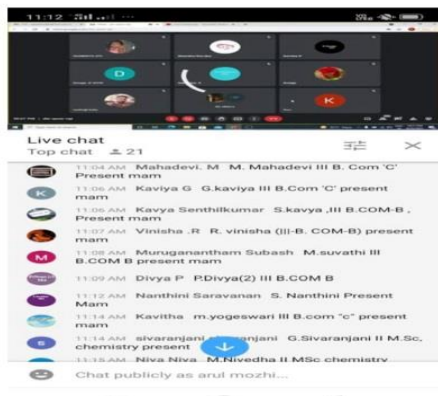 11:12
D
K
Live chat
Top chat 21
11:04 AM Mahadevi. M M. Mahadevi III B. Com 'C'
Present mam
K 11:06 AM Kaviya G G.kaviya III B.Com 'C' present
mam
11:06 AM Kavya Senthilkumar S.kavya ,III B.COM-B ,
Present mam
11:07 AM Vinisha .R R. vinisha (|||-B. COM-B) present
mam
M 11:08 AM Muruganantham Subash M.suvathi III
B.COM B present mam
11:09 AM Divya P P.Divya(2) III B.COM B
11:12 AM Nanthini Saravanan S. Nanthini Present
Mam
11:14 AM Kavitha m.yogeswari III B.com "c" present
mam
S 11:14 AM sivaranjani G.Sivaranjani II M.Sc,
chemistry present
11:15 AM Niva Niva M.Nivedha II MSc chemistry
Chat publicly as arul mozhi...